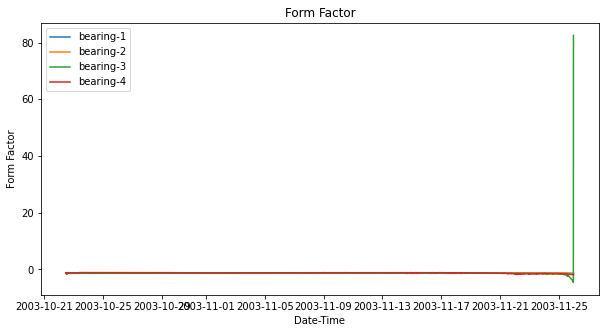 Form Factor
bearing-1
bearing-2
bearing-3
bearing-4
80
60
40
20
0
Form Factor
2003-10-21 2003-10-25 2003-10-29 2003-11-01 2003-11-05 2003-11-09 2003-11-13 2003-11-17 2003-11-21 2003-11-25
Date-Time